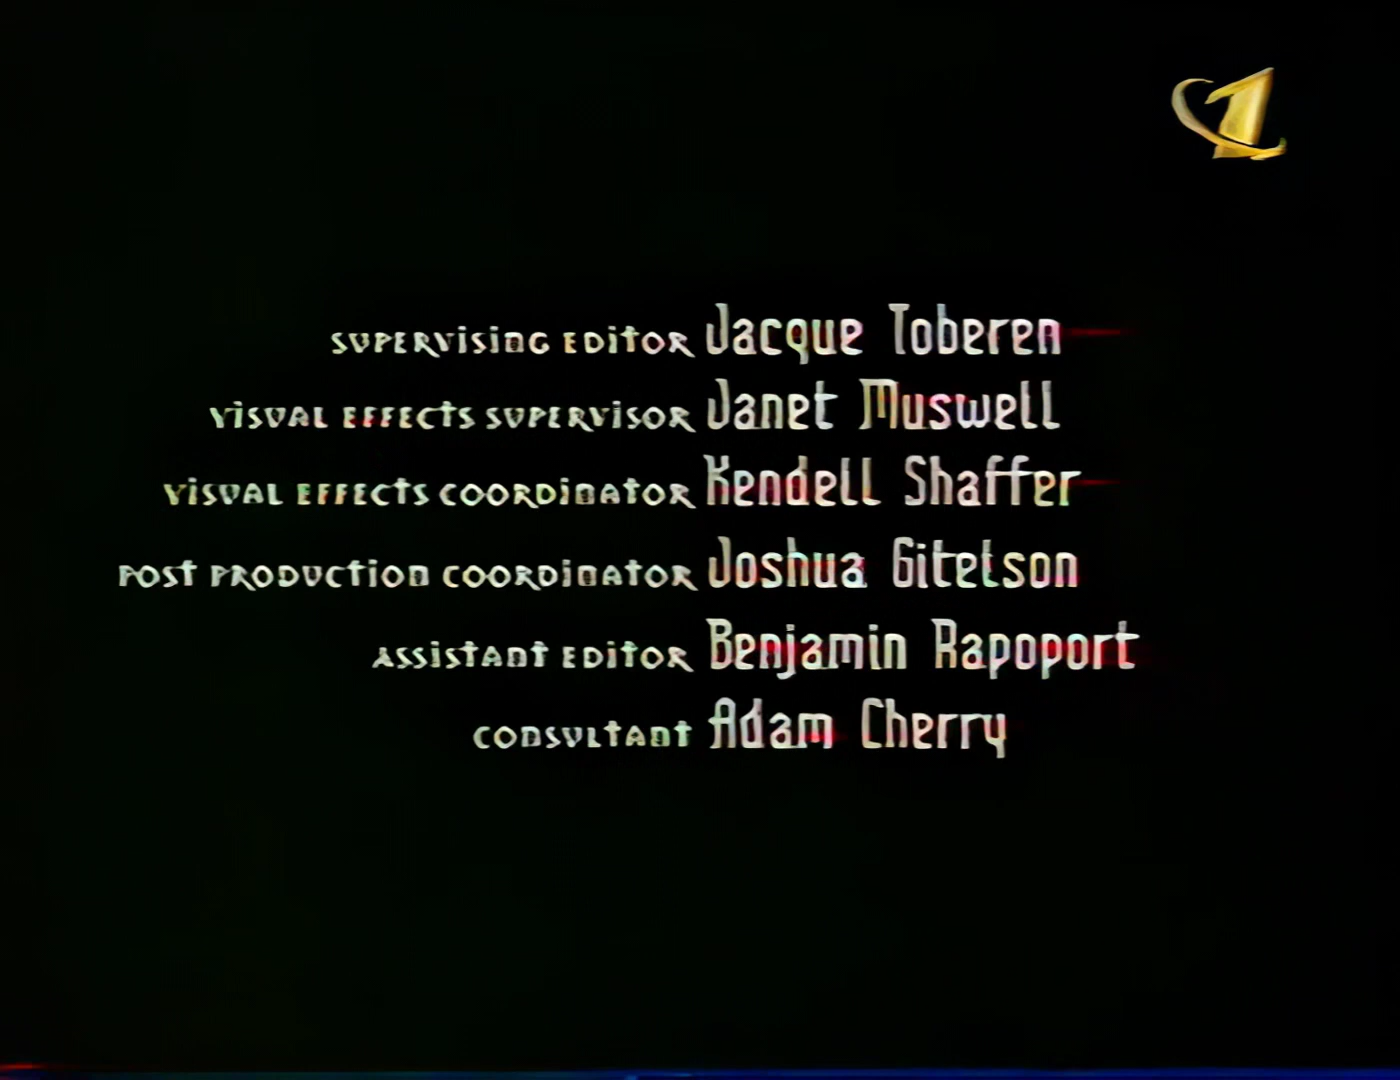 1
SUPERVISING EDITOR Jacque Toberen
VISUAL EFFECTS SUPERVISOR Janet Muswell
VISUAL EFFECTS COORDINATOR Kendell Shaffer
POST PRODUCTION COORDINATOR Joshua Gitelson
ASSISTANT EDITOR Benjamin Rapoport
CONSULTANT Adam Cherry